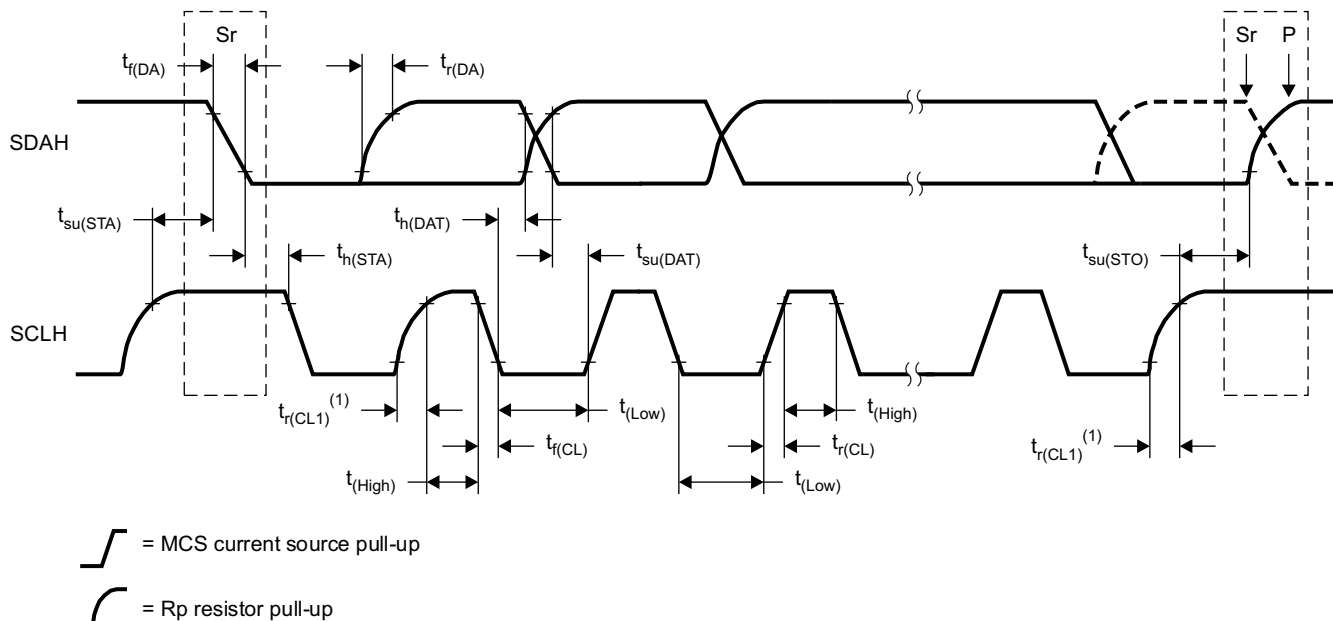 Sr
Sr P
t_f(DA)
t_r(DA)
SDAH
t_su(STA)
t_h(DAT)
t_h(STA)
t_su(DAT)
t_su(STO)
SCLH
t_r(CL1)(1)
t_(Low)
t_(High)
t_f(CL)
t_r(CL)
t_r(CL1)(1)
t_(High)
t_(Low)
= MCS current source pull-up
= Rp resistor pull-up